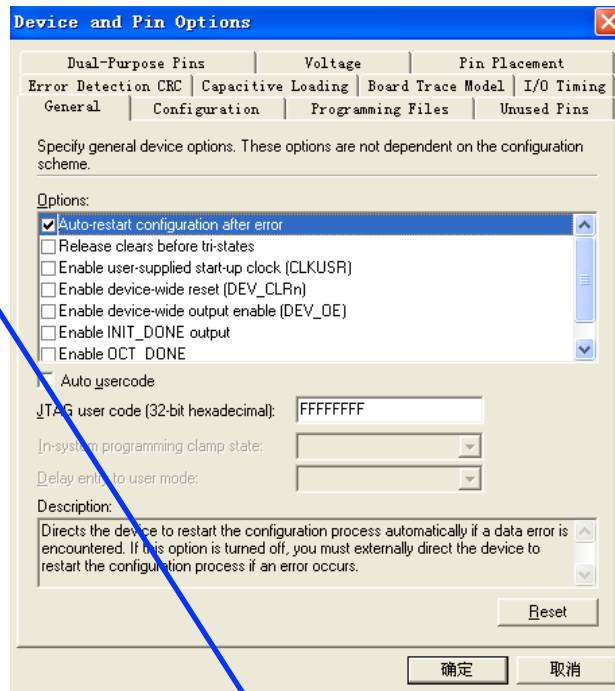 Device and Pin Options
Dual-Purpose Pins Voltage Pin Placement
Error Detection CRC Capacitive Loading Board Trace Model I/O Timing
General Configuration Programming Files Unused Pins
Specify general device options. These options are not dependent on the configuration
scheme.
Options:
Auto-restart configuration after error
Release clears before tri-states
Enable user-supplied start-up clock (CLKUSR)
Enable device-wide reset (DEV_CLRn)
Enable device-wide output enable (DEV_OE)
Enable INIT_DONE output
Enable OCT_DONE
Auto usercode
JTAG user code (32-bit hexadecimal): FFFFFFFF
In-system programming clamp state:
Delay entry to user mode:
Description:
Directs the device to restart the configuration process automatically if a data error is
encountered. If this option is turned off, you must externally direct the device to
restart the configuration process if an error occurs.
Reset
确定 取消